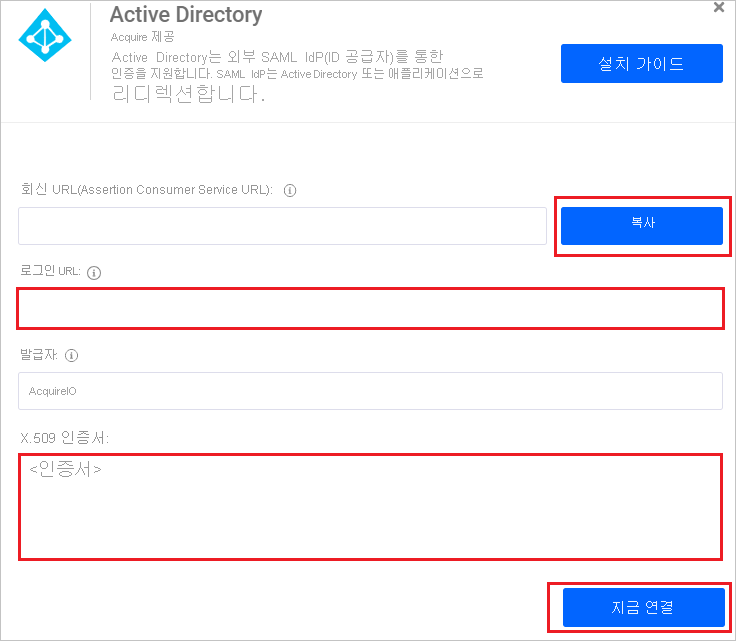 Active Directory
Acquire 제공
Active Directory는 외부 SAML IdP(ID 공급자)를 통한
인증을 지원합니다. SAML IdP는 Active Directory 또는 애플리케이션으로
리디렉션합니다.
설치 가이드
회신 URL(Assertion Consumer Service URL):
복사
로그인 URL:
발급자:
AcquireIO
X.509 인증서:
<인증서>
지금 연결